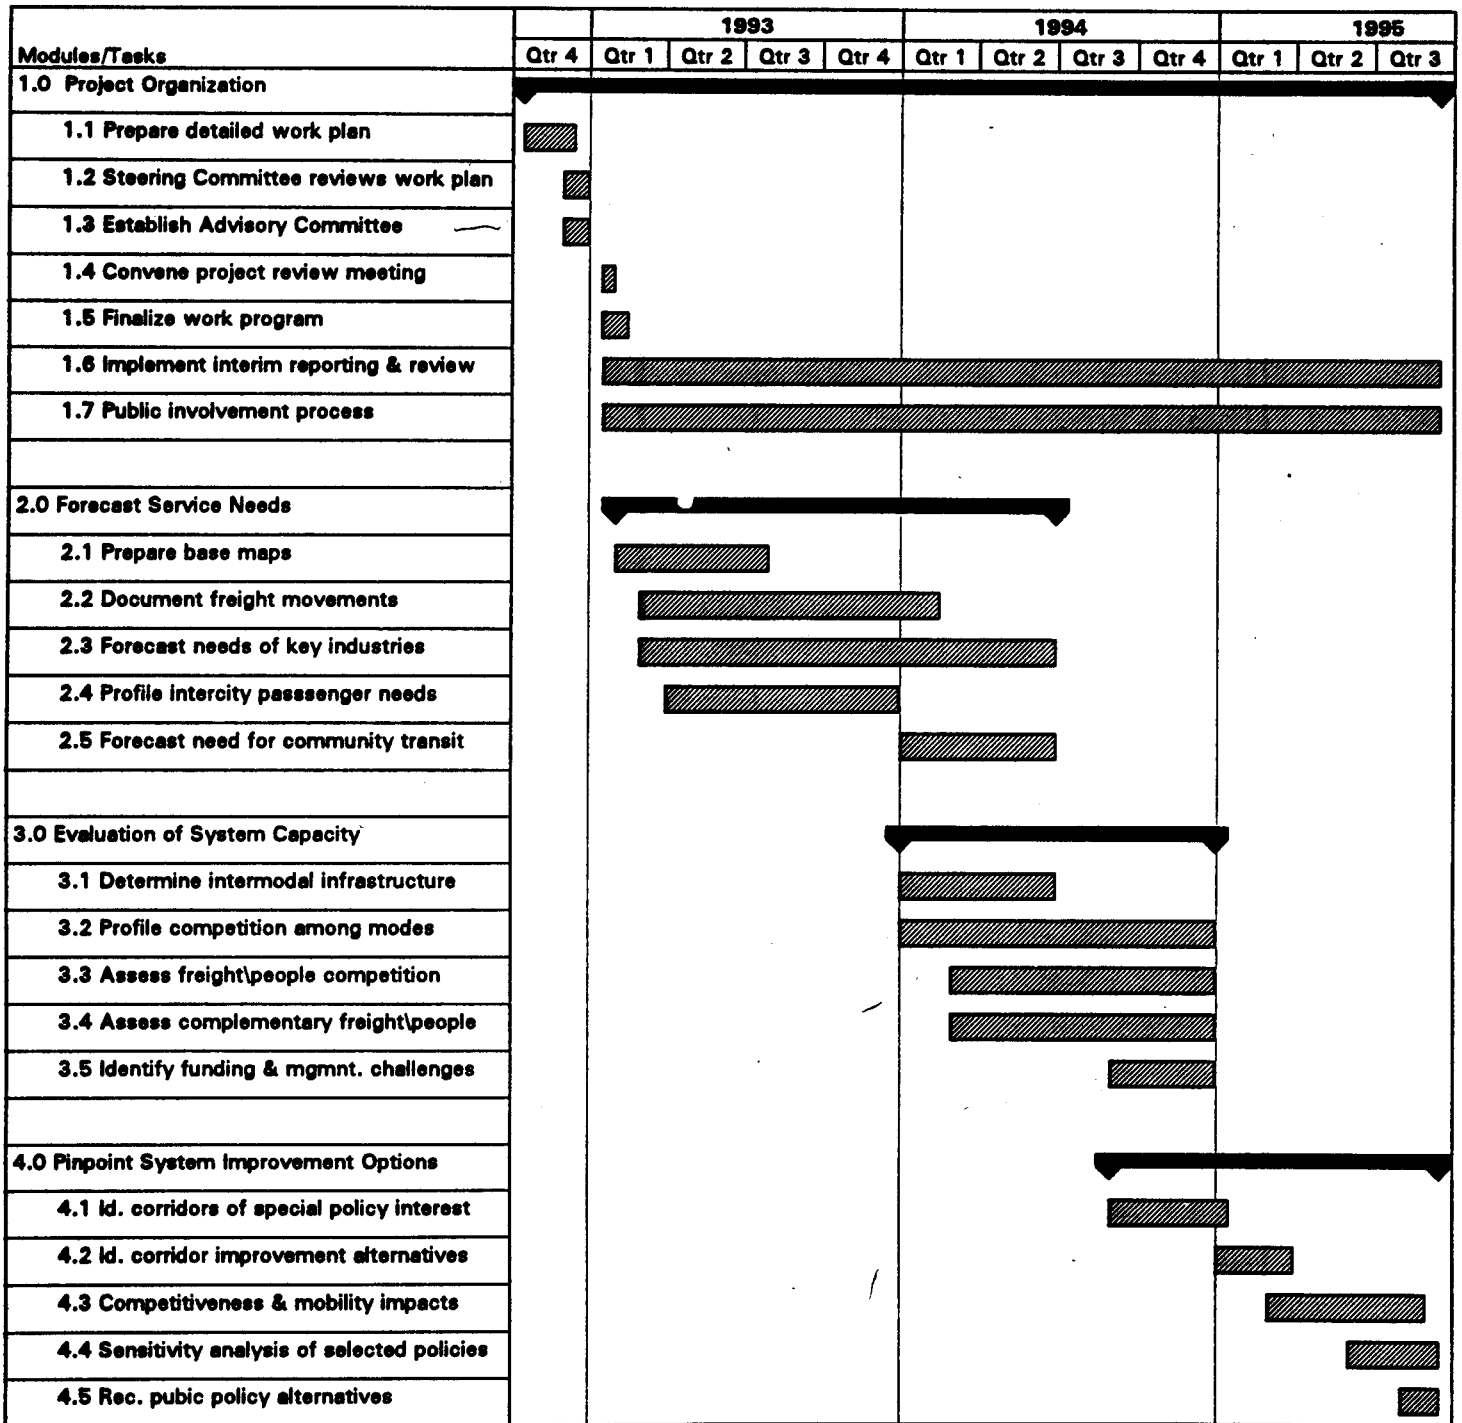 1993 1994 1995
Modules/Tasks Qtr 4 Qtr 1 Qtr 2 Qtr 3 Qtr 4 Qtr 1 Qtr 2 Qtr 3 Qtr 4 Qtr 1 Qtr 2 Qtr 3
1.0 Project Organization
1.1 Prepare detailed work plan
1.2 Steering Committee reviews work plan
1.3 Establish Advisory Committee
1.4 Convene project review meeting
1.5 Finalize work program
1.6 Implement interim reporting & review
1.7 Public involvement process
2.0 Forecast Service Needs
2.1 Prepare base maps
2.2 Document freight movements
2.3 Forecast needs of key industries
2.4 Profile intercity passsenger needs
2.5 Forecast need for community transit
3.0 Evaluation of System Capacity
3.1 Determine intermodal infrastructure
3.2 Profile competition among modes
3.3 Assess freight\people competition
3.4 Assess complementary freight\people
3.5 Identify funding & mgmnt. challenges
4.0 Pinpoint System Improvement Options
4.1 Id. corridors of special policy interest
4.2 Id. corridor improvement alternatives
4.3 Competitiveness & mobility impacts
4.4 Sensitivity analysis of selected policies
4.5 Rec. pubic policy alternatives